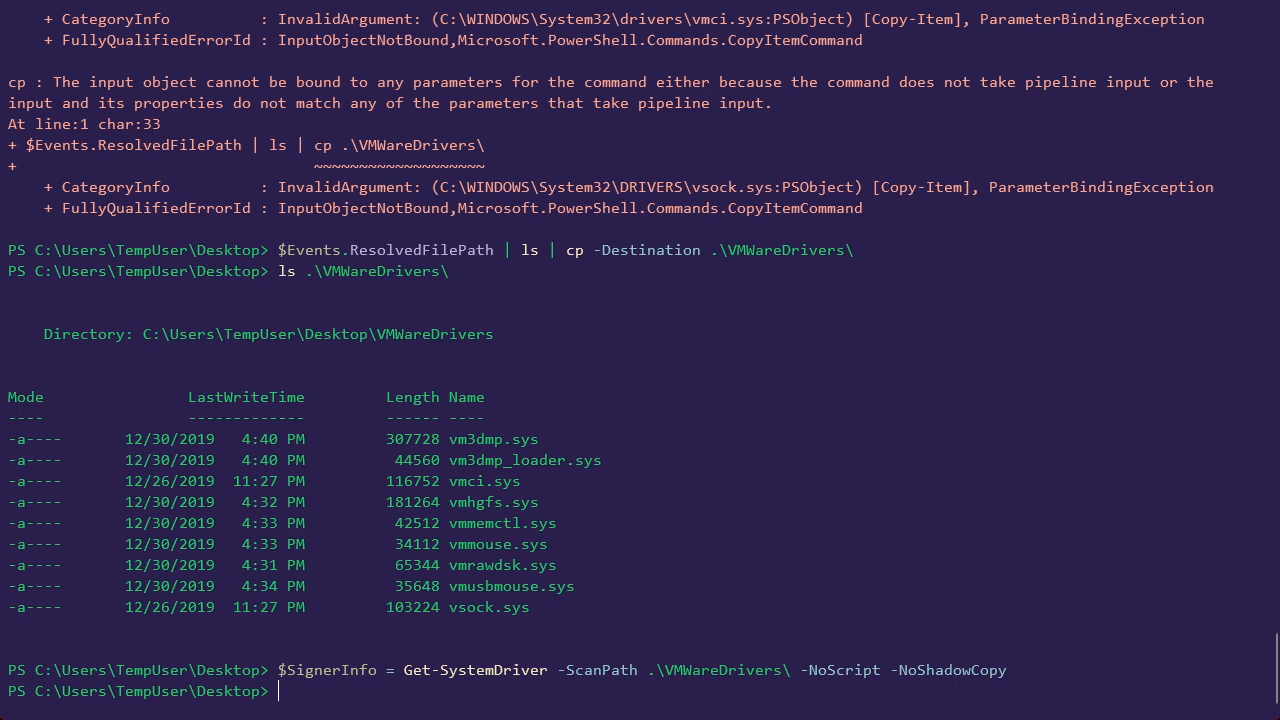 + CategoryInfo          : InvalidArgument: (C:\WINDOWS\System32\drivers\vmci.sys:PSObject) [Copy-Item], ParameterBindingException
    + FullyQualifiedErrorId : InputObjectNotBound,Microsoft.PowerShell.Commands.CopyItemCommand

cp : The input object cannot be bound to any parameters for the command either because the command does not take pipeline input or the
input and its properties do not match any of the parameters that take pipeline input.
At line:1 char:33
+ $Events.ResolvedFilePath | ls | cp .\VMWareDrivers\
+                                 ~~~~~~~~~~~~~~~~~~~
    + CategoryInfo          : InvalidArgument: (C:\WINDOWS\System32\DRIVERS\vsock.sys:PSObject) [Copy-Item], ParameterBindingException
    + FullyQualifiedErrorId : InputObjectNotBound,Microsoft.PowerShell.Commands.CopyItemCommand

PS C:\Users\TempUser\Desktop> $Events.ResolvedFilePath | ls | cp -Destination .\VMWareDrivers\
PS C:\Users\TempUser\Desktop> ls .\VMWareDrivers\


    Directory: C:\Users\TempUser\Desktop\VMWareDrivers


Mode                LastWriteTime         Length Name
----                -------------         ------ ----
-a----       12/30/2019   4:40 PM         307728 vm3dmp.sys
-a----       12/30/2019   4:40 PM          44560 vm3dmp_loader.sys
-a----       12/26/2019  11:27 PM         116752 vmci.sys
-a----       12/30/2019   4:32 PM         181264 vmhgfs.sys
-a----       12/30/2019   4:33 PM          42512 vmmemctl.sys
-a----       12/30/2019   4:33 PM          34112 vmmouse.sys
-a----       12/30/2019   4:31 PM          65344 vmrawdsk.sys
-a----       12/30/2019   4:34 PM          35648 vmusbmouse.sys
-a----       12/26/2019  11:27 PM         103224 vsock.sys


PS C:\Users\TempUser\Desktop> $SignerInfo = Get-SystemDriver -ScanPath .\VMWareDrivers\ -NoScript -NoShadowCopy
PS C:\Users\TempUser\Desktop>